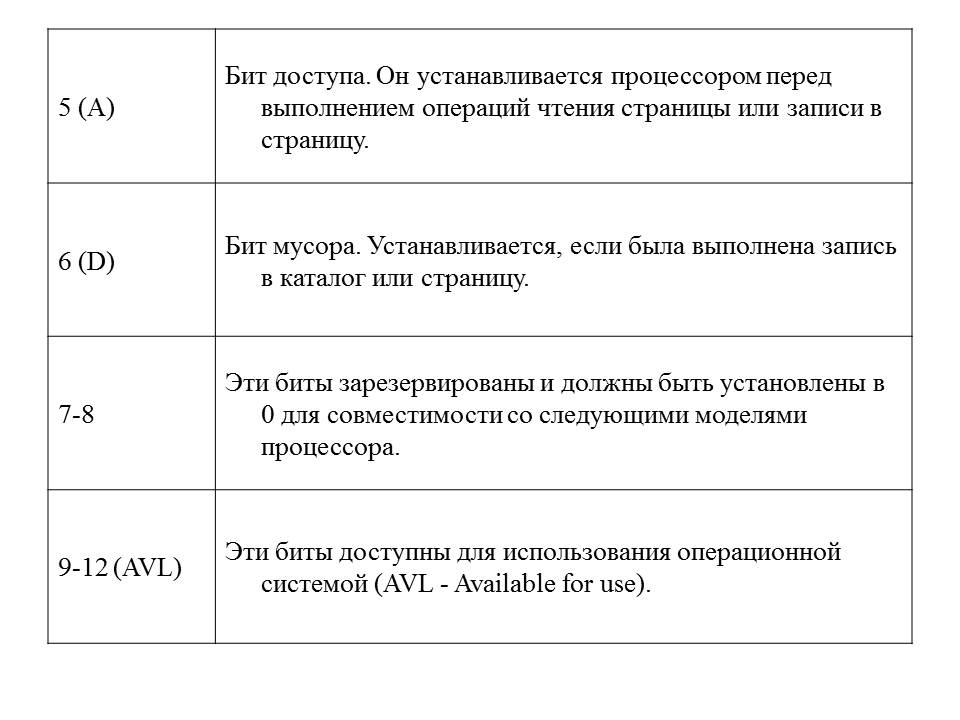 5 (A)
Бит доступа. Он устанавливается процессором перед
выполнением операций чтения страницы или записи в
страницу.
6 (D)
Бит мусора. Устанавливается, если была выполнена запись
в каталог или страницу.
7-8
Эти биты зарезервированы и должны быть установлены в
0 для совместимости со следующими моделями
процессора.
9-12 (AVL)
Эти биты доступны для использования операционной
системой (AVL - Available for use).